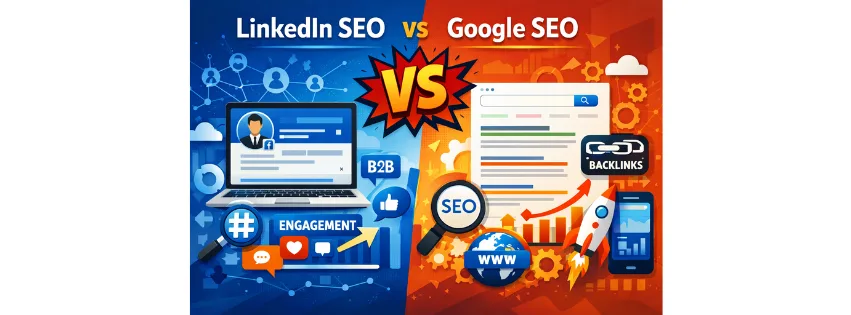 LinkedIn SEO vs Google SEO
VS
B2B
#
ENGAGEMENT
f
SEO
WWW
BACKLINKS